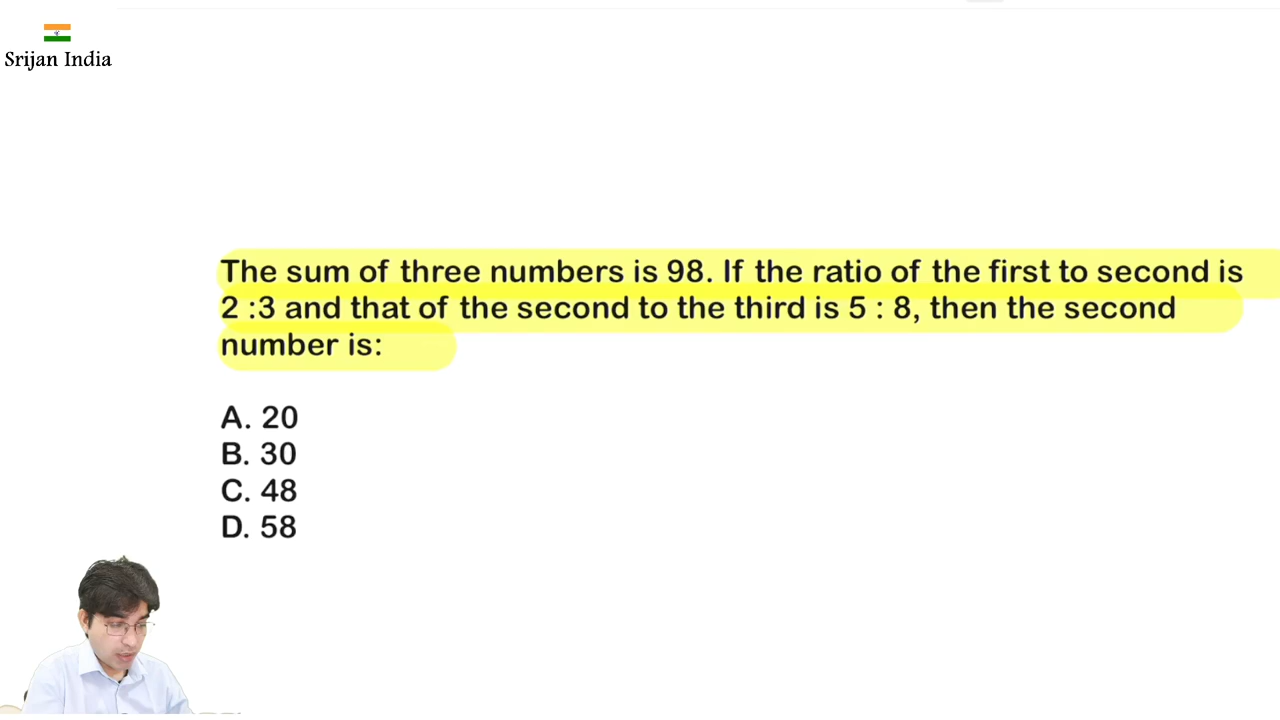 Srijan India
The sum of three numbers is 98. If the ratio of the first to second is
2 :3 and that of the second to the third is 5 : 8, then the second
number is:
A. 20
B. 30
C. 48
D. 58